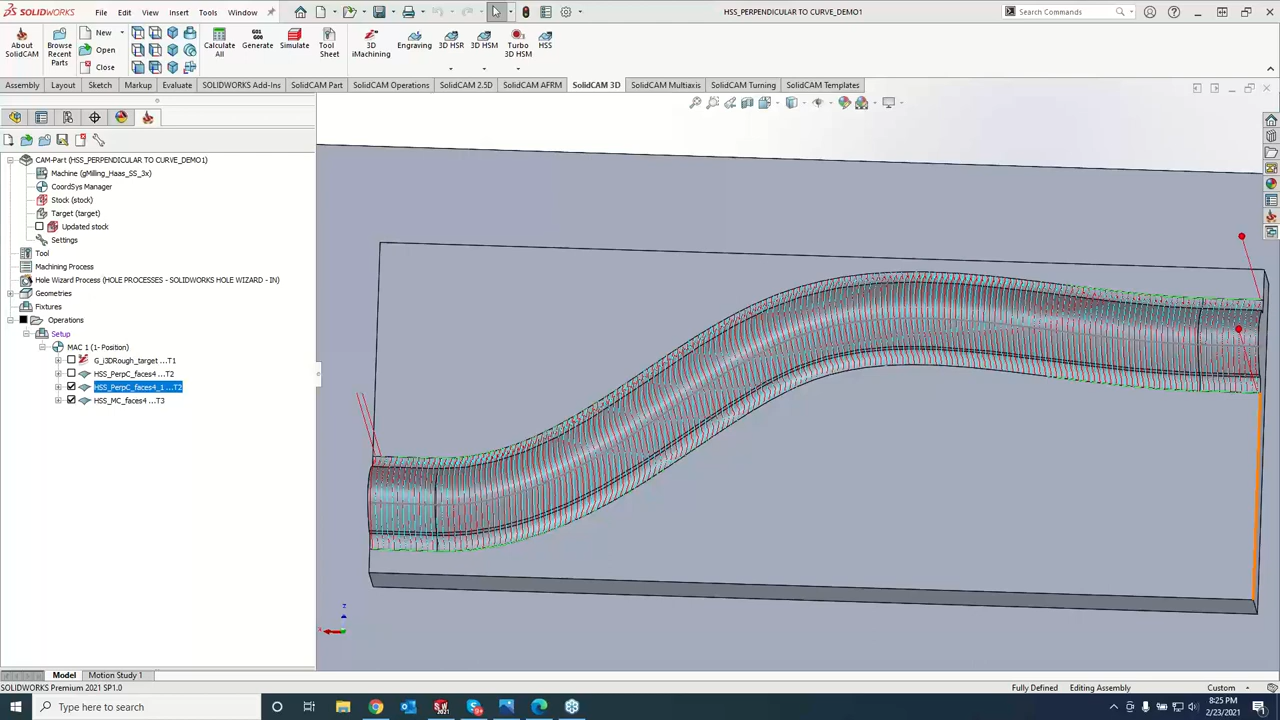 SOLIDWORKS File Edit View Insert Tools Window HSS_PERPENDICULAR TO CURVE_DEMO1 Search Commands
About SolidCAM
Browse Recent Parts
New
Open
Close
Calculate All
G01 G00
Generate
Simulate
Tool Sheet
3D iMachining
Engraving
3D HSR
3D HSM
Turbo 3D HSM
HSS
Assembly Layout Sketch Markup Evaluate SOLIDWORKS Add-Ins SolidCAM Part SolidCAM Operations SolidCAM 2.5D SolidCAM AFRM SolidCAM 3D SolidCAM Multiaxis SolidCAM Turning SolidCAM Templates
CAM-Part (HSS_PERPENDICULAR TO CURVE_DEMO1)
Machine (gMilling_Haas_SS_3x)
CoordSys Manager
Stock (stock)
Target (target)
Updated stock
Settings
Tool
Machining Process
Hole Wizard Process (HOLE PROCESSES - SOLIDWORKS HOLE WIZARD - IN)
Geometries
Fixtures
Operations
Setup
MAC 1 (1- Position)
G_i3DRough_target ...T1
HSS_PerpC_faces4 ...T2
HSS_PerpC_faces4_1 ...T2
HSS_MC_faces4 ...T3
Z
Model Motion Study 1
SOLIDWORKS Premium 2021 SP1.0 Fully Defined Editing Assembly Custom
Type here to search
8:25 PM
2/23/2021